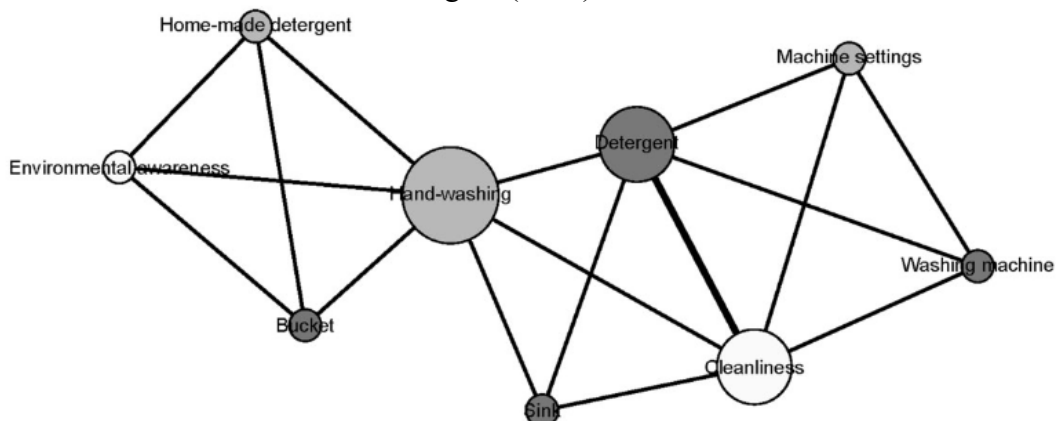 Home-made detergent
Machine settings
Detergent
Environmental awareness
Hand-washing
Washing machine
Bucket
Cleanliness
Sink